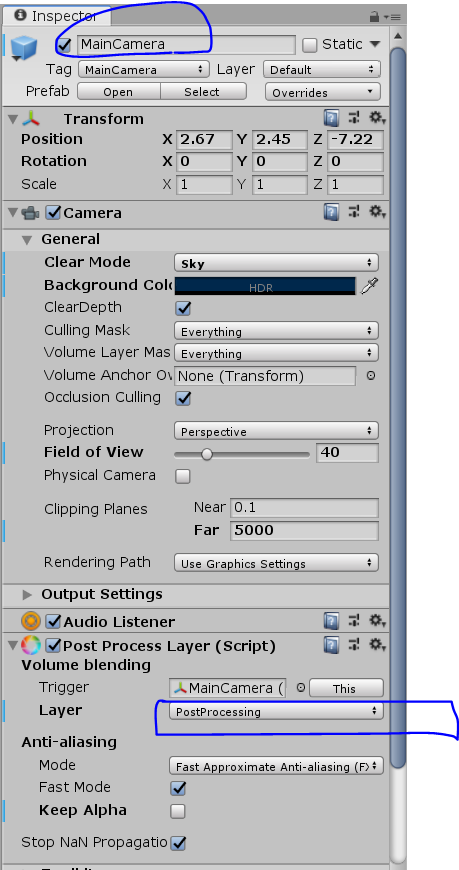 Inspector
MainCamera Static
Tag MainCamera Layer Default
Prefab Open Select Overrides
Transform
Position X 2.67 Y 2.45 Z -7.22
Rotation X 0 Y 0 Z 0
Scale X 1 Y 1 Z 1
Camera
General
Clear Mode Sky
Background Colo HDR
ClearDepth
Culling Mask Everything
Volume Layer Mas Everything
Volume Anchor Ov None (Transform)
Occlusion Culling
Projection Perspective
Field of View 40
Physical Camera
Clipping Planes Near 0.1
Far 5000
Rendering Path Use Graphics Settings
Output Settings
Audio Listener
Post Process Layer (Script)
Volume blending
Trigger MainCamera ( This
Layer PostProcessing
Anti-aliasing
Mode Fast Approximate Anti-aliasing (FX
Fast Mode
Keep Alpha
Stop NaN Propagatio